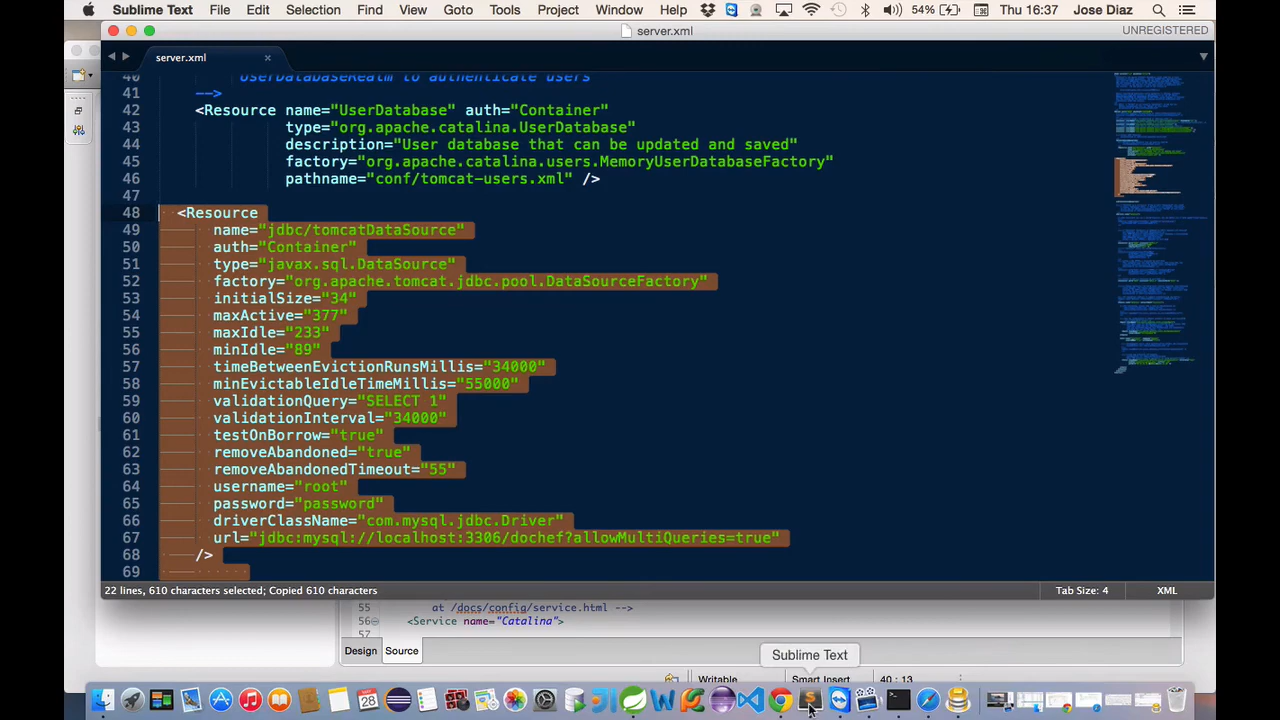 Sublime Text File Edit Selection Find View Goto Tools Project Window Help 54% Thu 16:37 Jose Diaz
server.xml UNREGISTERED
server.xml
40 UserDatabaseRealm to authenticate users
41 -->
42 <Resource name="UserDatabase" auth="Container"
43 type="org.apache.catalina.UserDatabase"
44 description="User database that can be updated and saved"
45 factory="org.apache.catalina.users.MemoryUserDatabaseFactory"
46 pathname="conf/tomcat-users.xml" />
47
48 <Resource
49 name="jdbc/tomcatDataSource"
50 auth="Container"
51 type="javax.sql.DataSource"
52 factory="org.apache.tomcat.jdbc.pool.DataSourceFactory"
53 initialSize="34"
54 maxActive="377"
55 maxIdle="233"
56 minIdle="89"
57 timeBetweenEvictionRunsMillis="34000"
58 minEvictableIdleTimeMillis="55000"
59 validationQuery="SELECT 1"
60 validationInterval="34000"
61 testOnBorrow="true"
62 removeAbandoned="true"
63 removeAbandonedTimeout="55"
64 username="root"
65 password="password"
66 driverClassName="com.mysql.jdbc.Driver"
67 url="jdbc:mysql://localhost:3306/dochef?allowMultiQueries=true"
68 />
69
22 lines, 610 characters selected; Copied 610 characters Tab Size: 4 XML
55 at /docs/config/service.html -->
56 <Service name="Catalina">
57
Design Source
Sublime Text
Writable Smart Insert 40 : 13
28